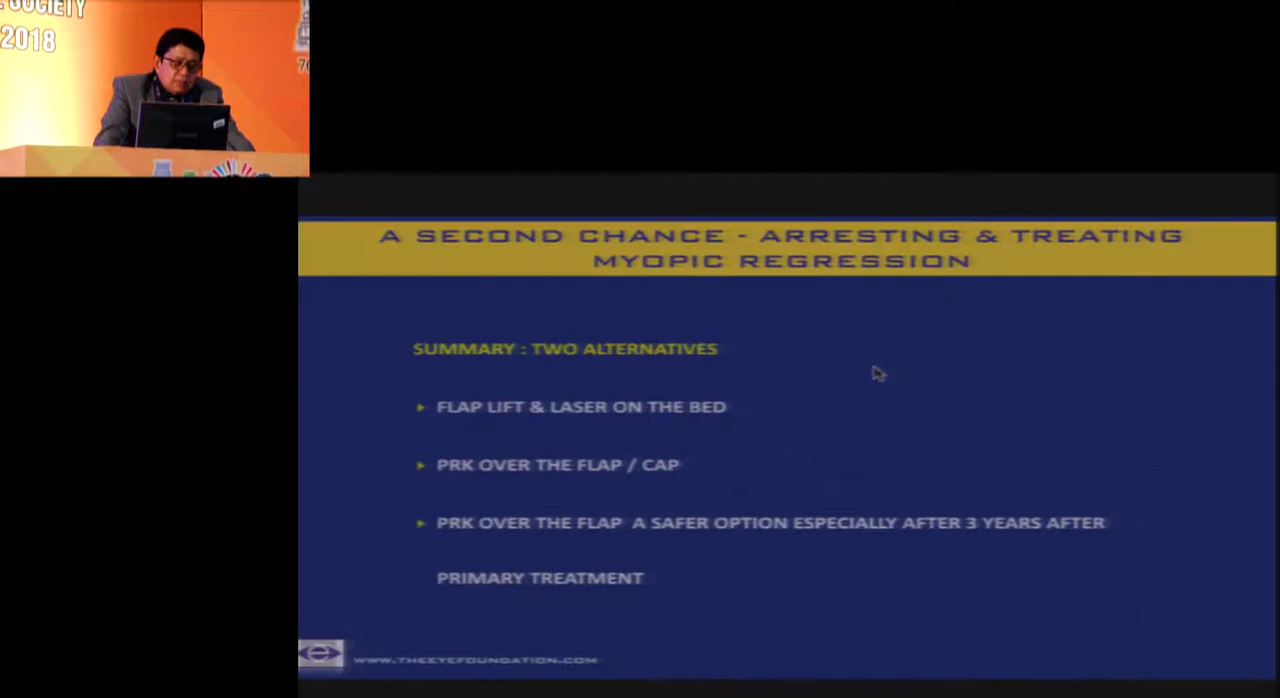 SOCIETY
2018
A SECOND CHANCE - ARRESTING & TREATING
MYOPIC REGRESSION
SUMMARY : TWO ALTERNATIVES
FLAP LIFT & LASER ON THE BED
PRK OVER THE FLAP / CAP
PRK OVER THE FLAP A SAFER OPTION ESPECIALLY AFTER 3 YEARS AFTER
PRIMARY TREATMENT
e
WWW.THEEYEFOUNDATION.COM